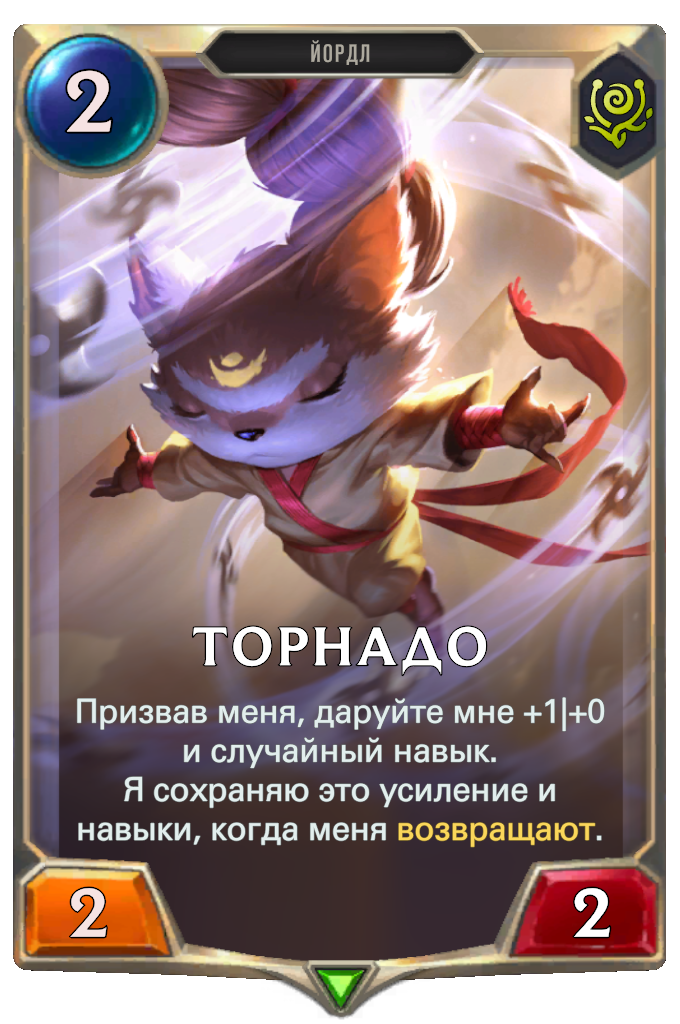 2
ЙОРДЛ
ТОРНАДО
Призвав меня, даруйте мне +1|+0
и случайный навык.
Я сохраняю это усиление и
навыки, когда меня возвращают.
2
2